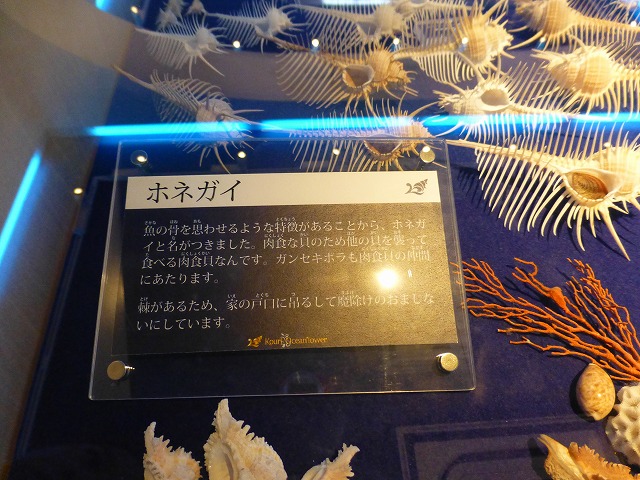 ホネガイ
魚の骨を思わせるような特徴があることから、ホネガ
イと名がつきました。肉食な貝のため他の貝を襲って
食べる肉食貝なんです。ガンセキボラも肉食貝の仲間
にあたります。
棘があるため、家の戸口に吊るして魔除けのおまじな
いにしています。
Kouri Oceanflower